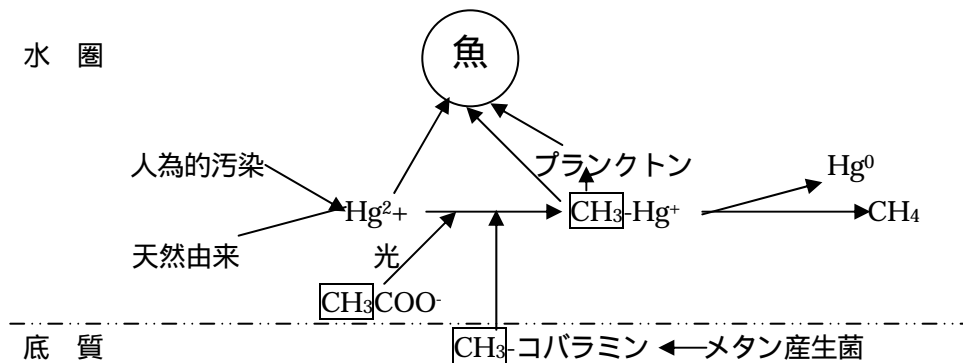 水 圏
魚
人為的汚染
プランクトン
Hg⁰
Hg²+
CH₃-Hg⁺
CH₄
天然由来
光
CH₃COO⁻
底 質
CH₃-コバラミン
メタン産生菌